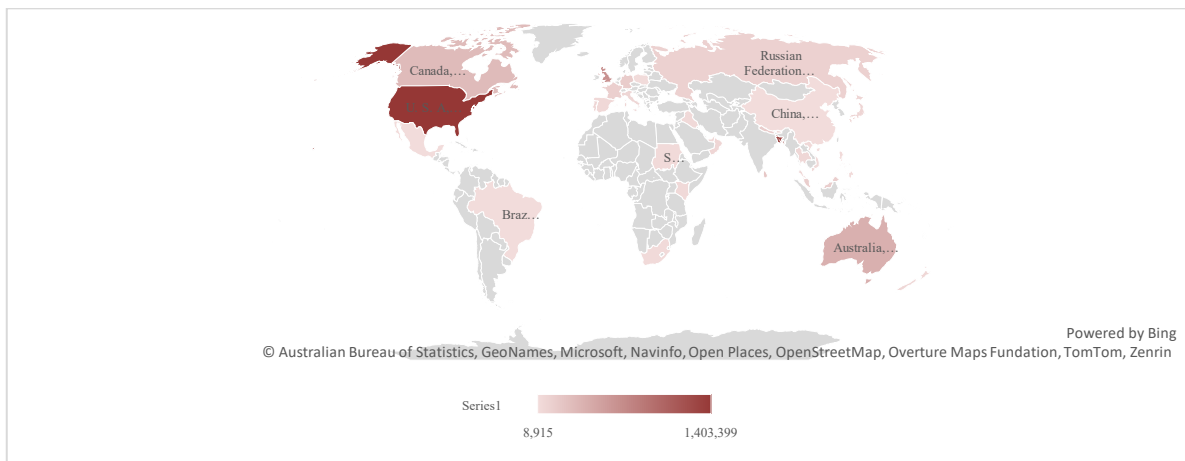 Canada,...
Russian
Federation...
China,...
S...
Braz...
Australia,...
Powered by Bing
© Australian Bureau of Statistics, GeoNames, Microsoft, Navinfo, Open Places, OpenStreetMap, Overture Maps Fundation, TomTom, Zenrin
Series1
8,915
1,403,399